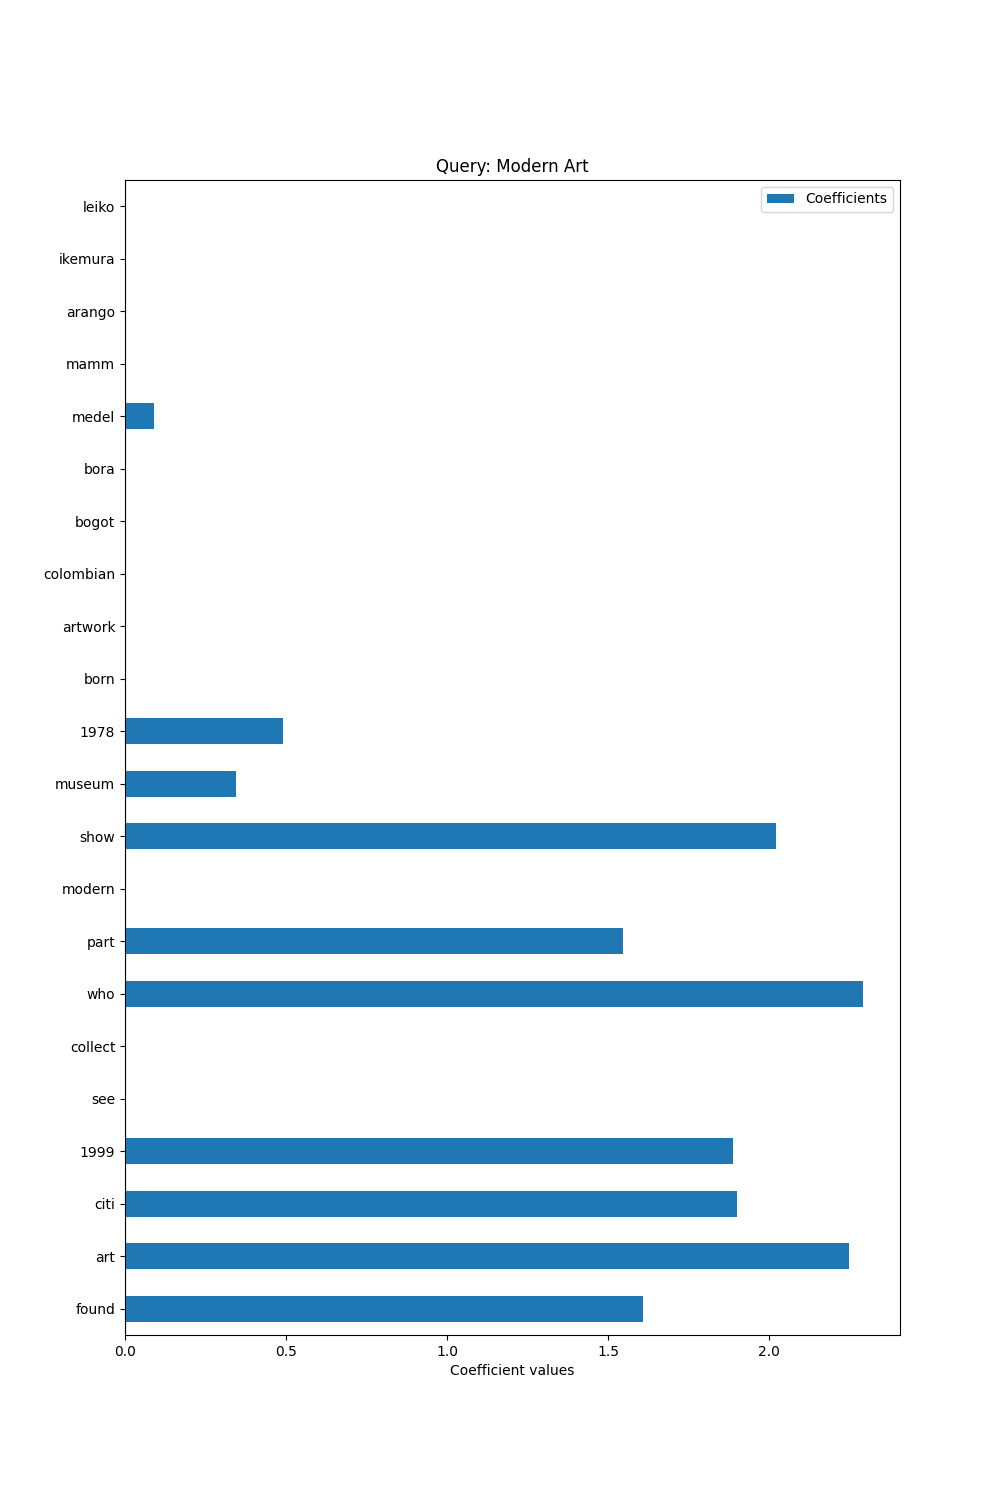 Query: Modern Art
Coefficients
leiko
ikemura
arango
mamm
medel
bora
bogot
colombian
artwork
born
1978
museum
show
modern
part
who
collect
see
1999
citi
art
found
0.0 0.5 1.0 1.5 2.0
Coefficient values